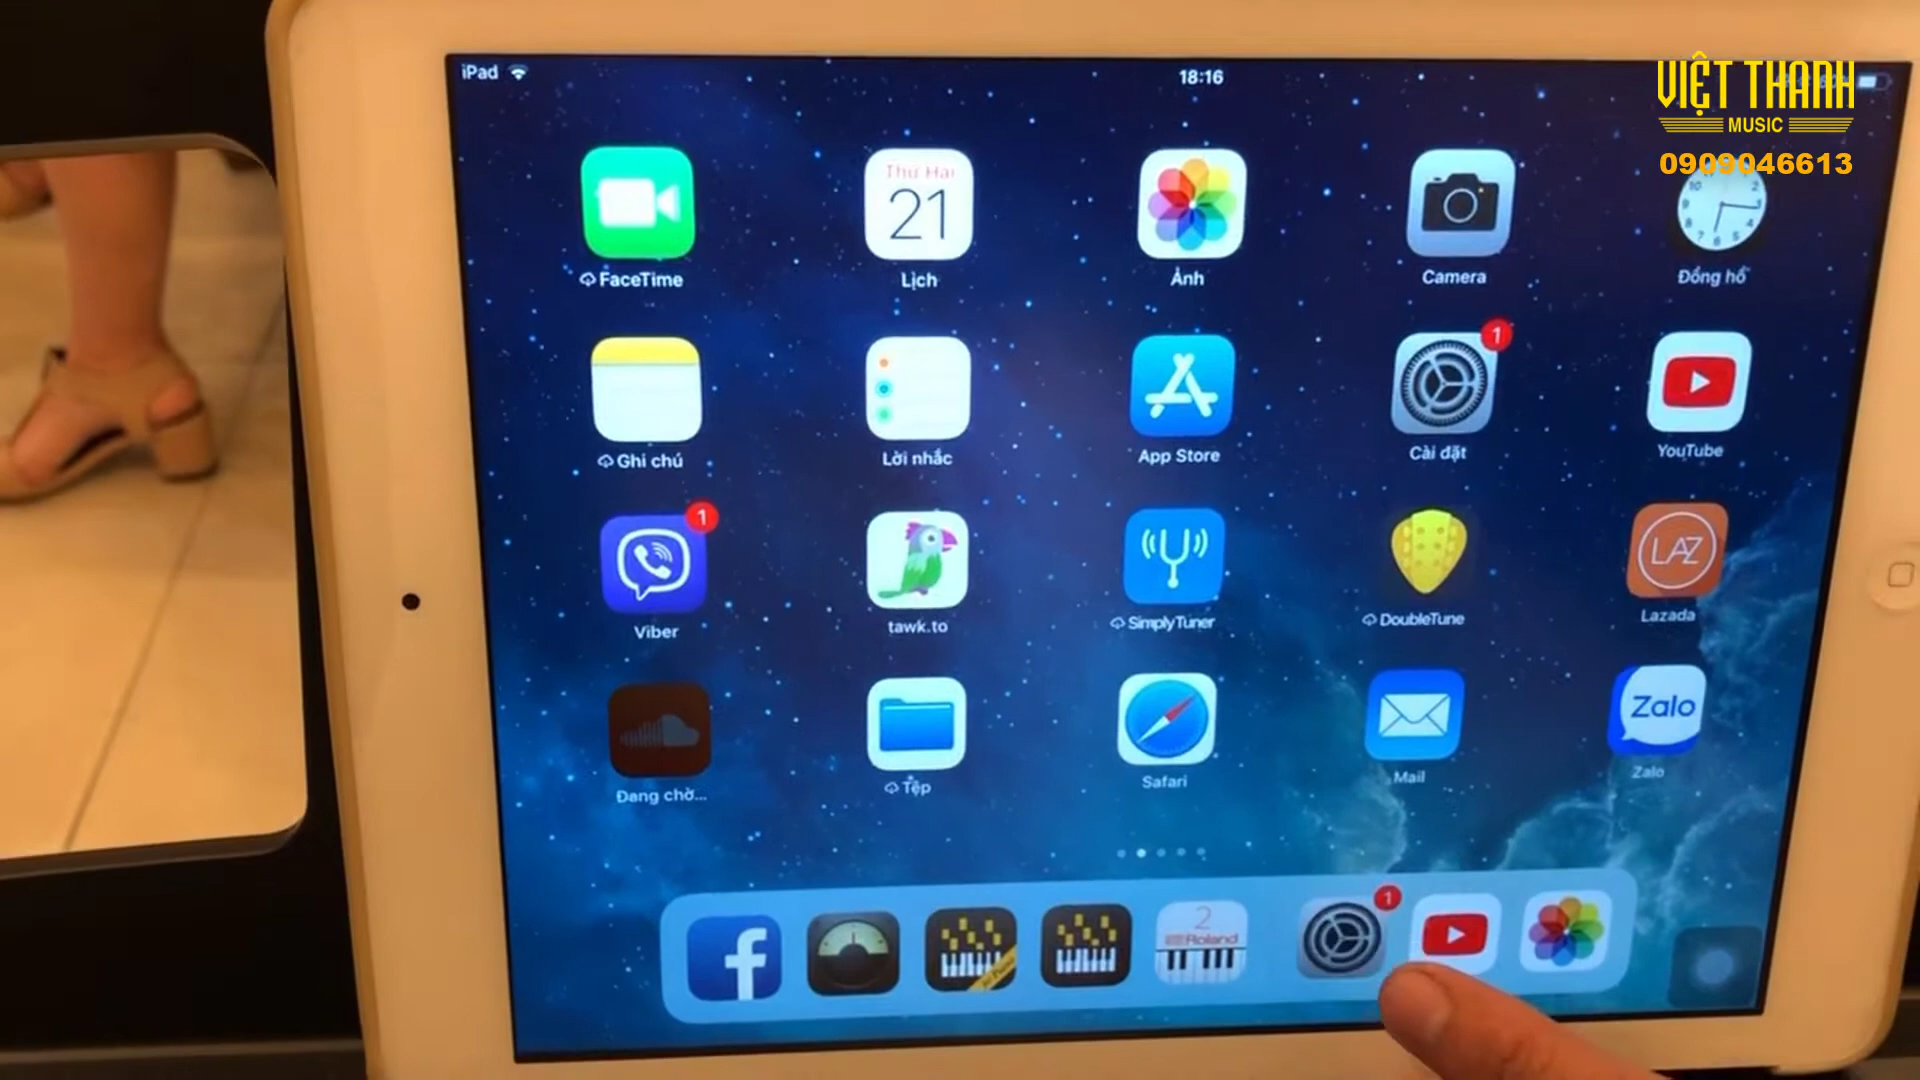 iPad
18:16
VIỆT THANH
MUSIC
0909046613
Thứ Hai
21
FaceTime
Lịch
Ảnh
Camera
Đồng hồ
1
Ghi chú
Lời nhắc
App Store
Cài đặt
YouTube
1
LAZ
Viber
tawk.to
SimplyTuner
DoubleTune
Lazada
Zalo
Đang chờ...
Tệp
Safari
Mail
Zalo
1
f
2
Roland